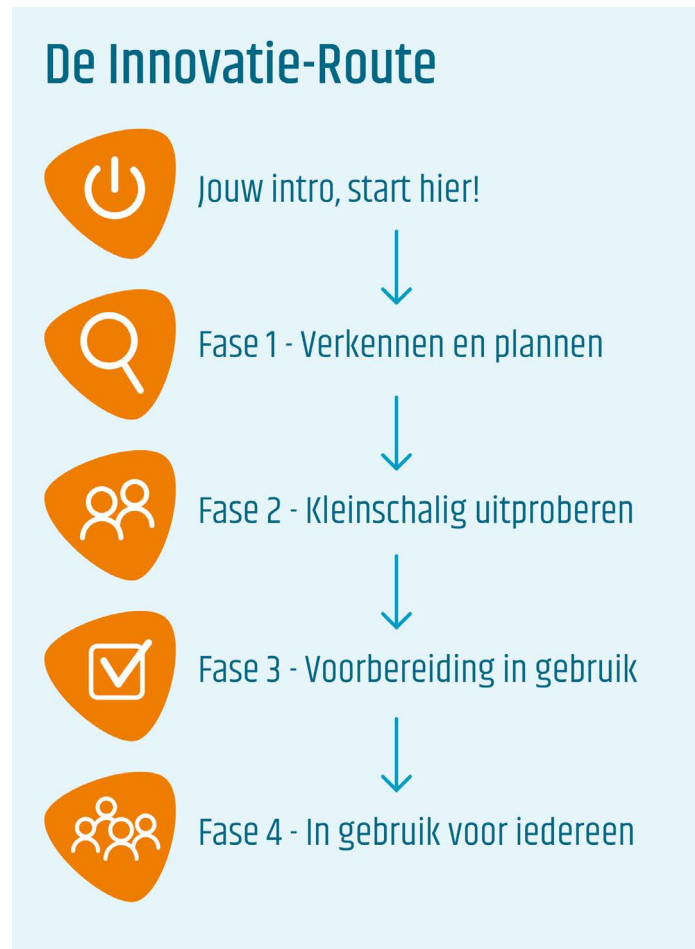 De Innovatie-Route
Jouw intro, start hier!
Fase 1 - Verkennen en plannen
Fase 2 - Kleinschalig uitproberen
Fase 3 - Voorbereiding in gebruik
Fase 4 - In gebruik voor iedereen